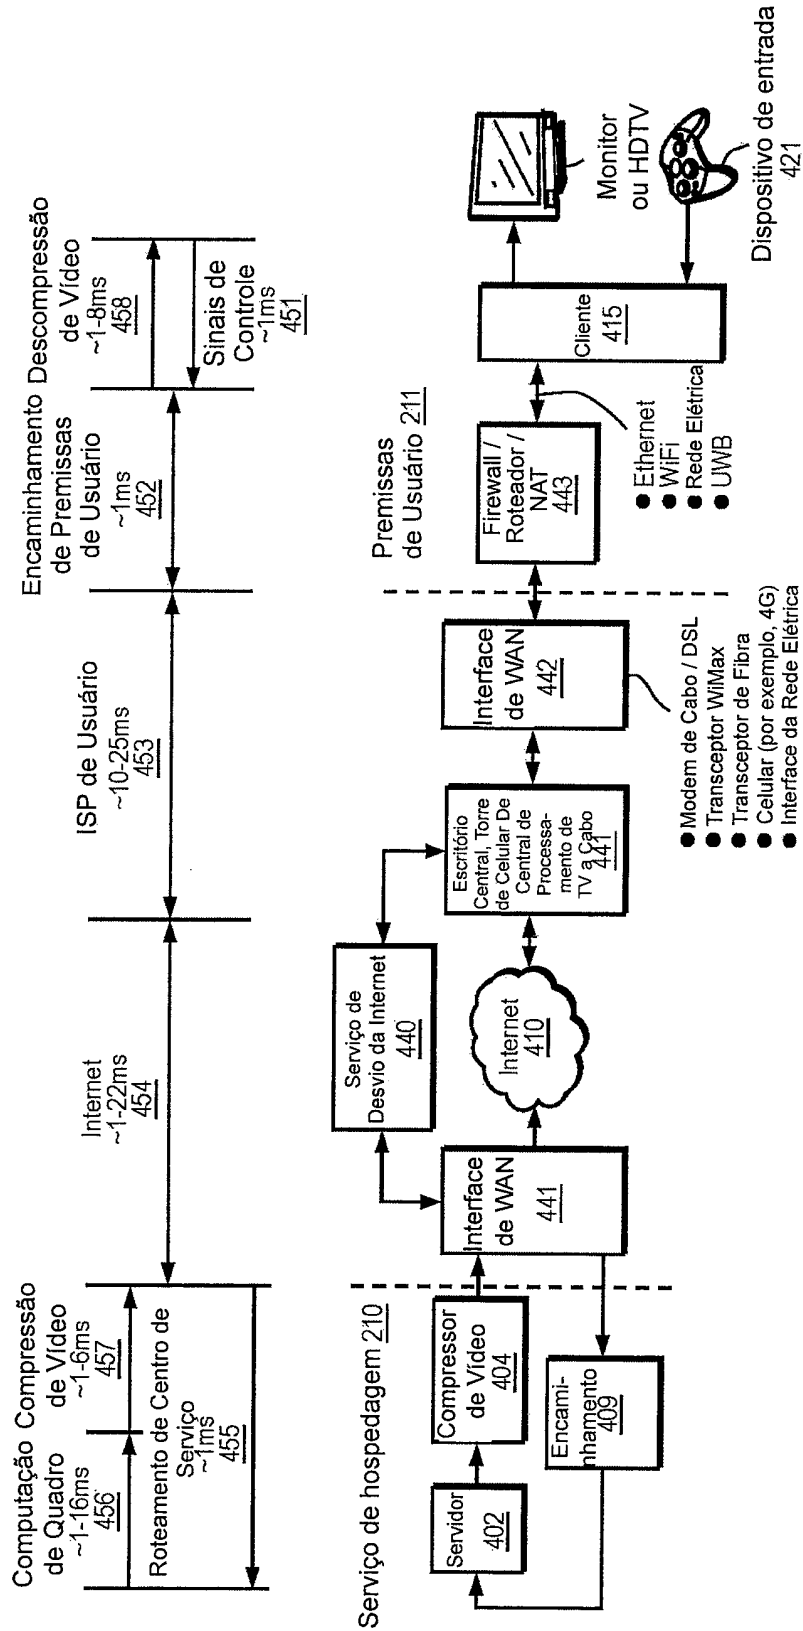 Computação
de Quadro
~1-16ms
456
Compressão
de Vídeo
~1-6ms
457
Roteamento de Centro de
Serviço
~1ms
455
Internet
~1-22ms
454
ISP de Usuário
~10-25ms
453
Encaminhamento
de Premissas
de Usuário
~1ms
452
Descompressão
de Vídeo
~1-8ms
458
Sinais de
Controle
~1ms
451
Serviço de hospedagem 210
Servidor
402
Compressor
de Vídeo
404
Encami-
nhamento
409
Interface
de WAN
441
Serviço de
Desvio da Internet
440
Internet
410
Escritório
Central, Torre
de Celular De
Central de
Processa-
mento de
TV a Cabo
441
Interface
de WAN
442
● Modem de Cabo / DSL
● Transceptor WiMax
● Transceptor de Fibra
● Celular (por exemplo, 4G)
● Interface da Rede Elétrica
Premissas
de Usuário 211
Firewall /
Roteador /
NAT
443
● Ethernet
● WiFi
● Rede Elétrica
● UWB
Cliente
415
Monitor
ou HDTV
Dispositivo de entrada
421